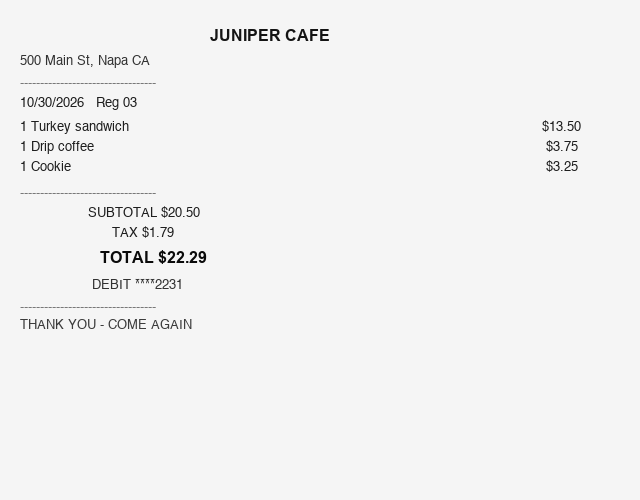 JUNIPER CAFE
500 Main St, Napa CA
----------------------------------
10/30/2026 Reg 03
1 Turkey sandwich $13.50
1 Drip coffee $3.75
1 Cookie $3.25
----------------------------------
SUBTOTAL $20.50
TAX $1.79
TOTAL $22.29
DEBIT ****2231
----------------------------------
THANK YOU - COME AGAIN